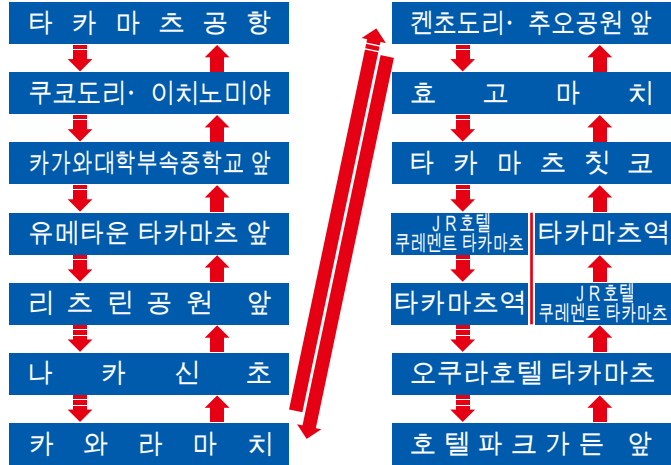 타카마츠공항
쿠코도리· 이치노미야
카가와대학부속중학교 앞
유메타운 타카마츠 앞
리츠린공원 앞
나카신초
카와라마치
켄초도리· 추오공원 앞
효고마치
타카마츠칫코
JR호텔
쿠레멘트 타카마츠
타카마츠역
타카마츠역
JR호텔
쿠레멘트 타카마츠
오쿠라호텔 타카마츠
호텔파크가든 앞